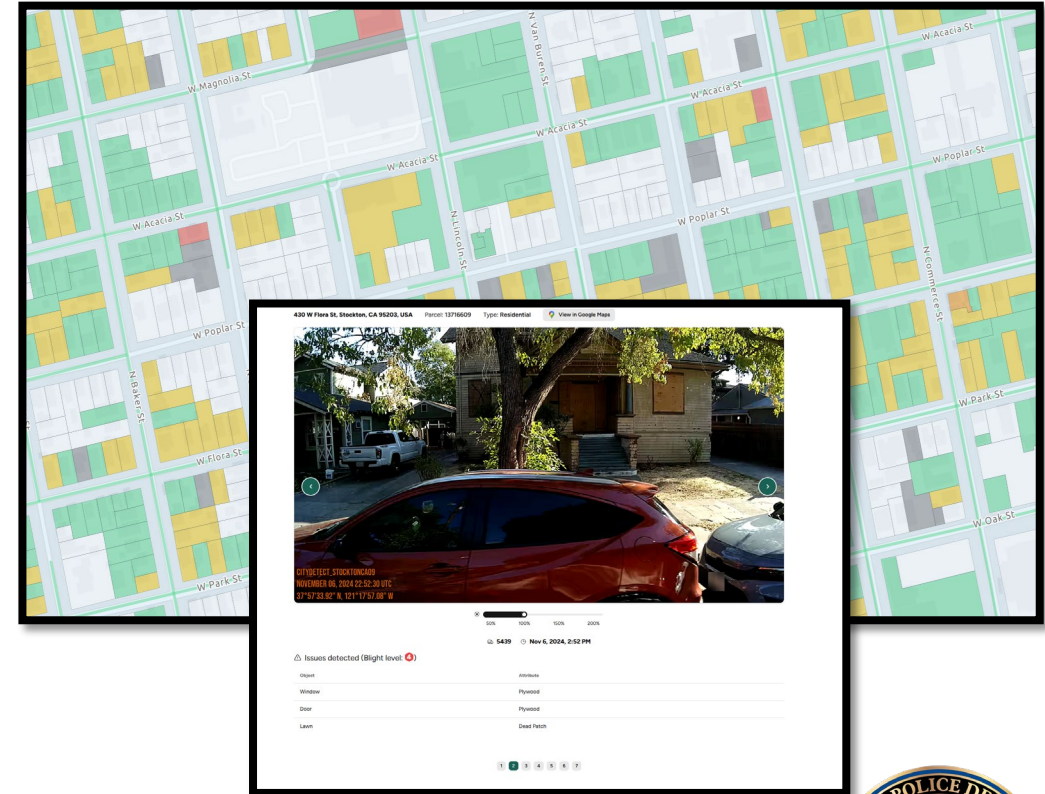 W Magnolia St
N Van Buren St
W Acacia St
W Acacia St
W Acacia St
W Acacia St
W Acacia St
W Poplar St
W Poplar St
W Poplar St
N Lincoln St
N Commerce St
N Baker St
W Flora St
W Park St
W Park St
W Oak St
430 W Flora St, Stockton, CA 95203, USA Parcel: 13716609 Type: Residential View in Google Maps
CITYDETECT_STOCKTONCA09
NOVEMBER 06, 2024 22:52:30 UTC
37°57'33.92" N, 121°17'57.08" W
50% 100% 150% 200%
5439 Nov 6, 2024, 2:52 PM
Issues detected (Blight level: 4)
Object Attribute
Window Plywood
Door Plywood
Lawn Dead Patch
1 2 3 4 5 6 7
POLICE DE